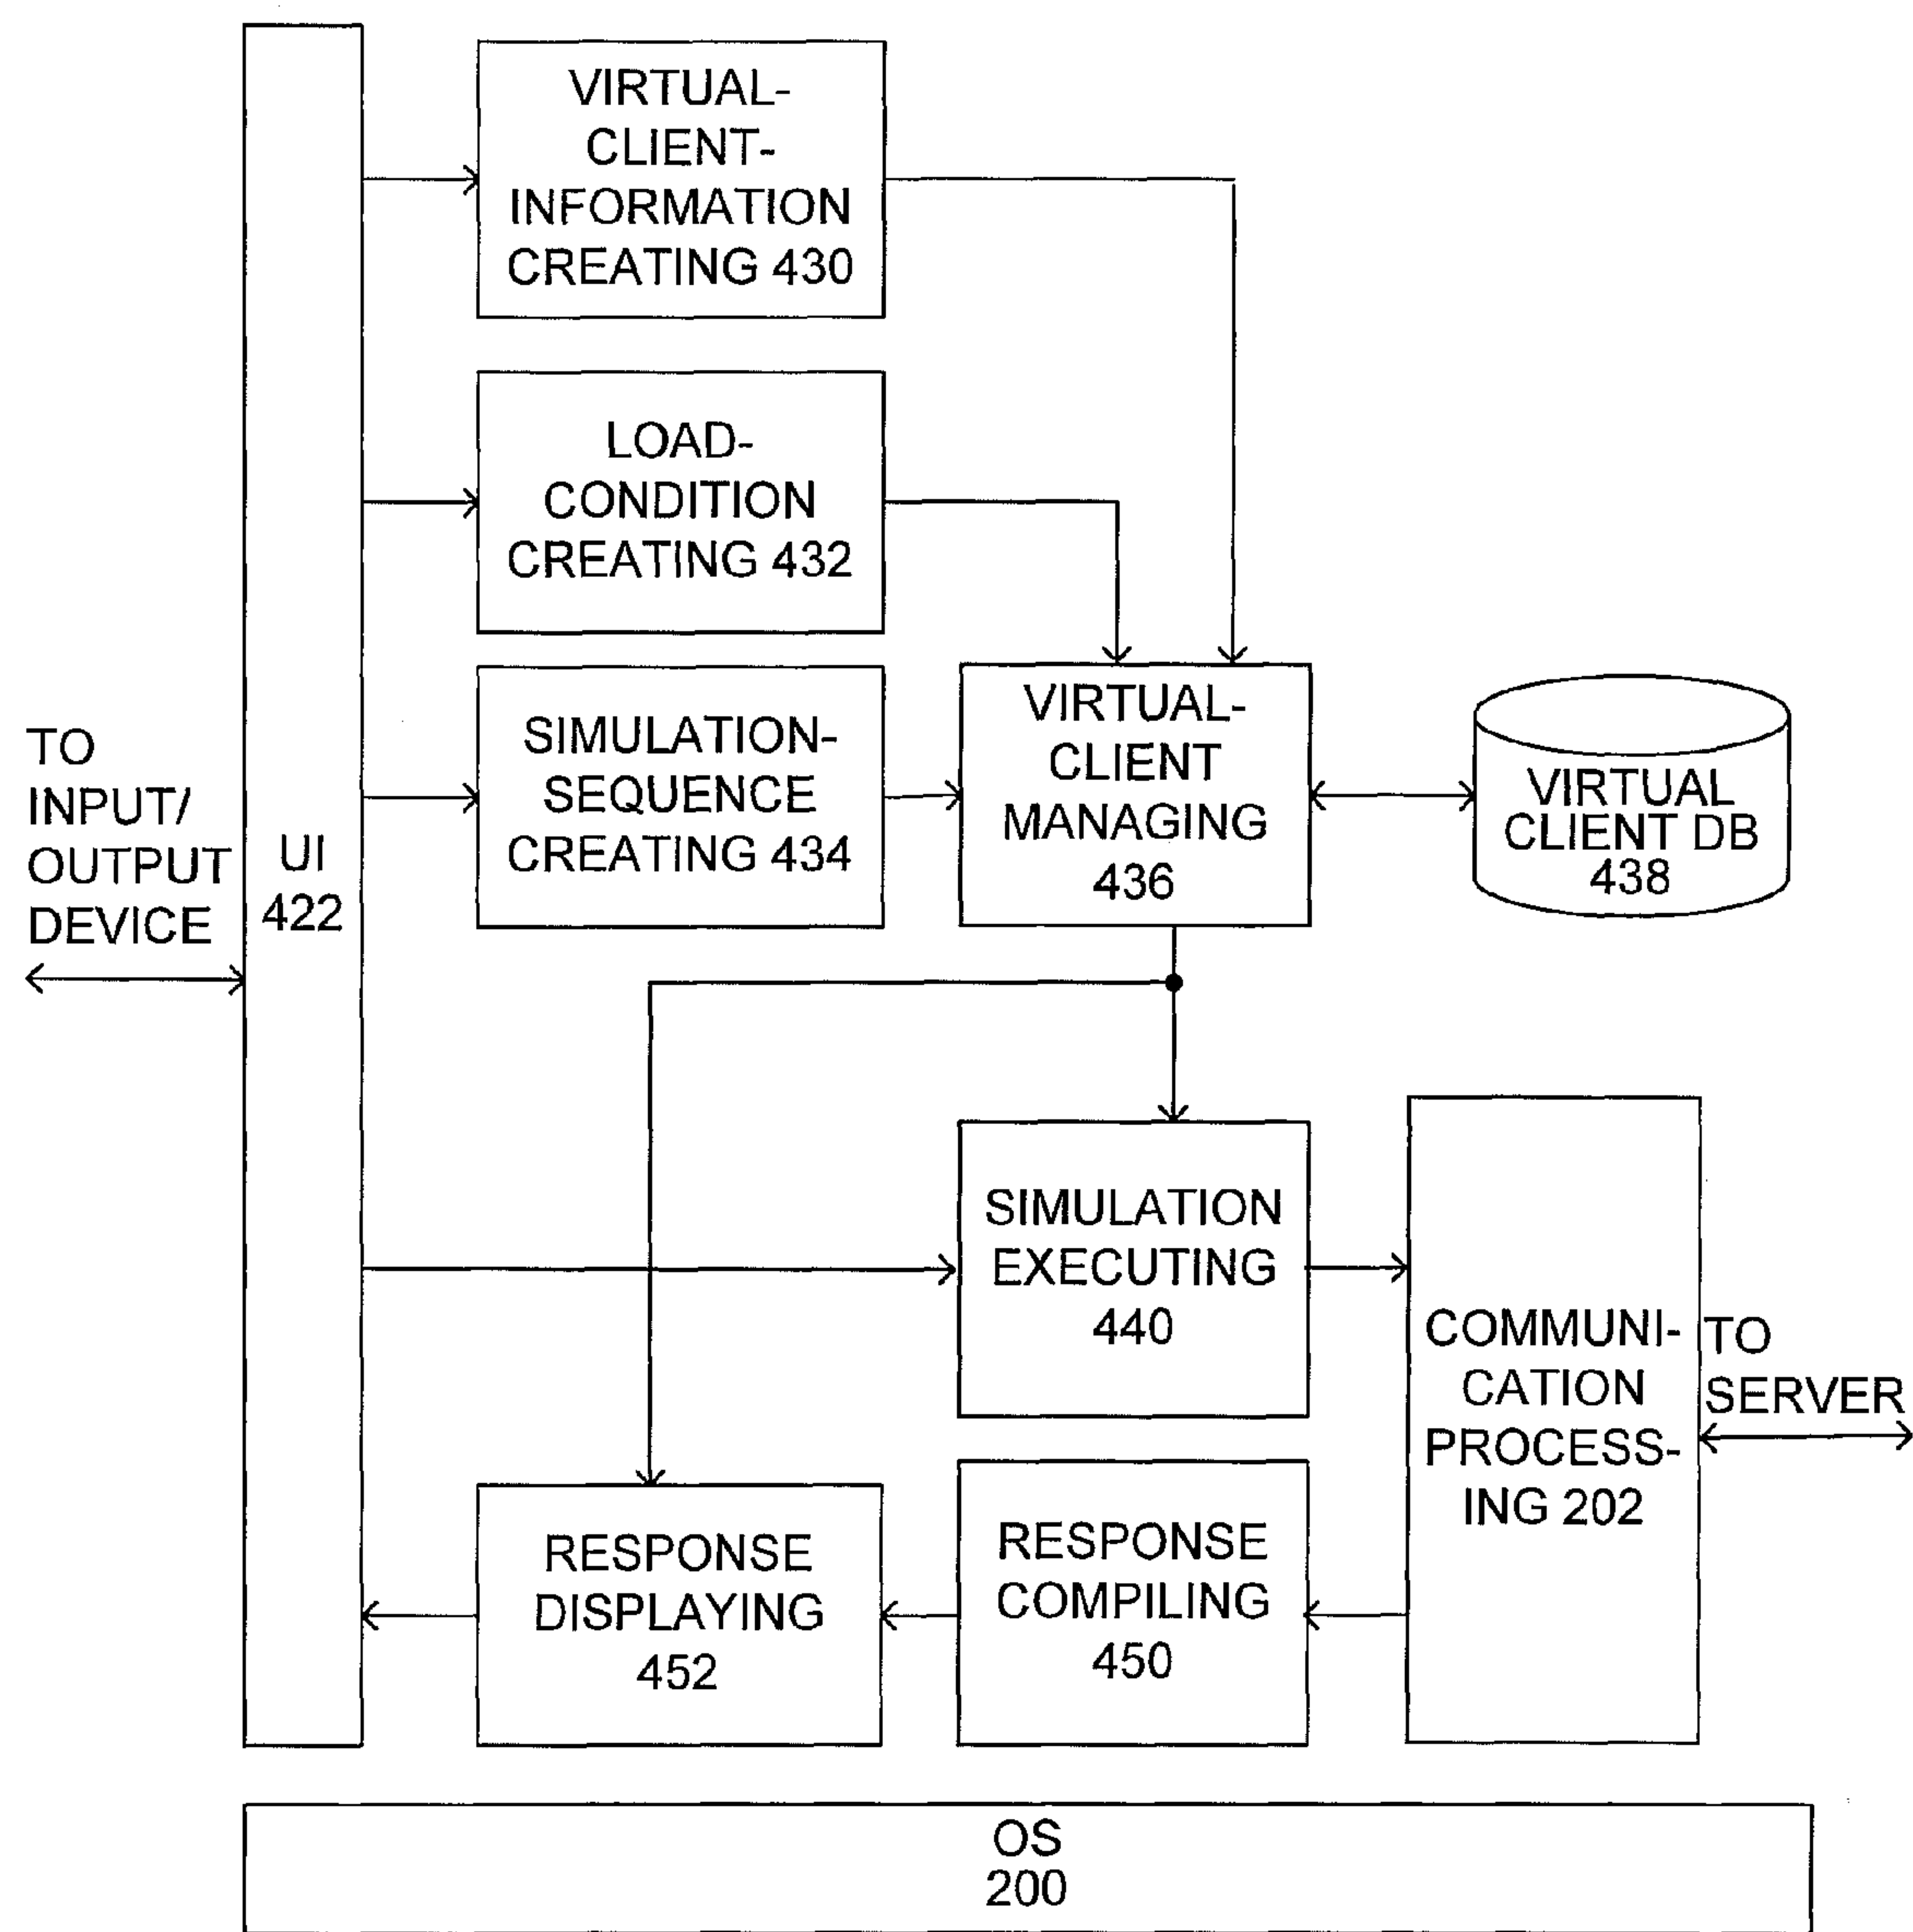 VIRTUAL-
CLIENT-
INFORMATION
CREATING 430
LOAD-
CONDITION
CREATING 432
TO
INPUT/
OUTPUT
DEVICE
UI
422
SIMULATION-
SEQUENCE
CREATING 434
VIRTUAL-
CLIENT
MANAGING
436
VIRTUAL
CLIENT DB
438
SIMULATION
EXECUTING
440
COMMUNI-
CATION
PROCESS-
ING 202
TO
SERVER
RESPONSE
DISPLAYING
452
RESPONSE
COMPILING
450
OS
200